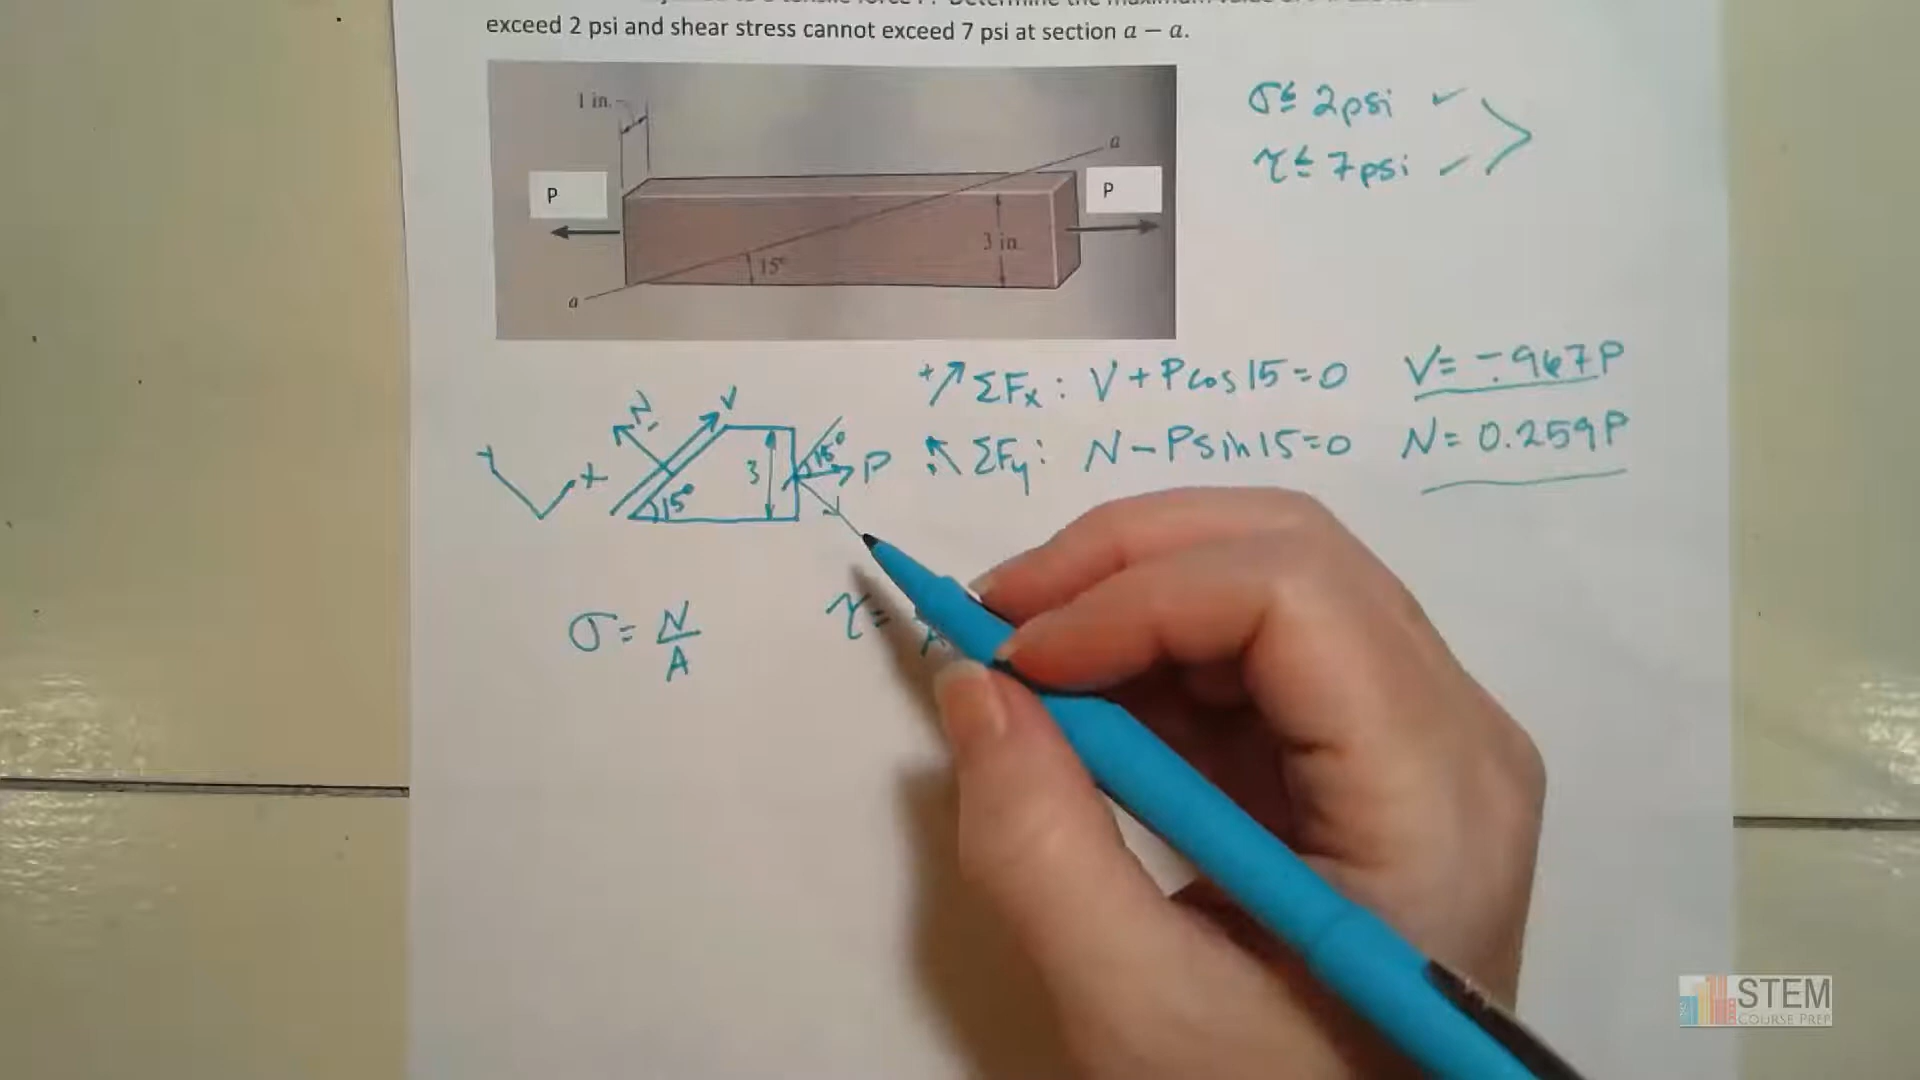 exceed 2 psi and shear stress cannot exceed 7 psi at section a – a.
1 in.
a
P
P
3 in
15°
a
σ ≤ 2psi ✓
τ ≤ 7psi ✓
+↗ ΣFx: V + Pcos15 = 0 V = -.967P
↖ ΣFy: N - Psin15 = 0 N = 0.259P
N
V
15°
P
3
15°
y
x
σ = N/A
τ =
A
STEM
COURSE PREP